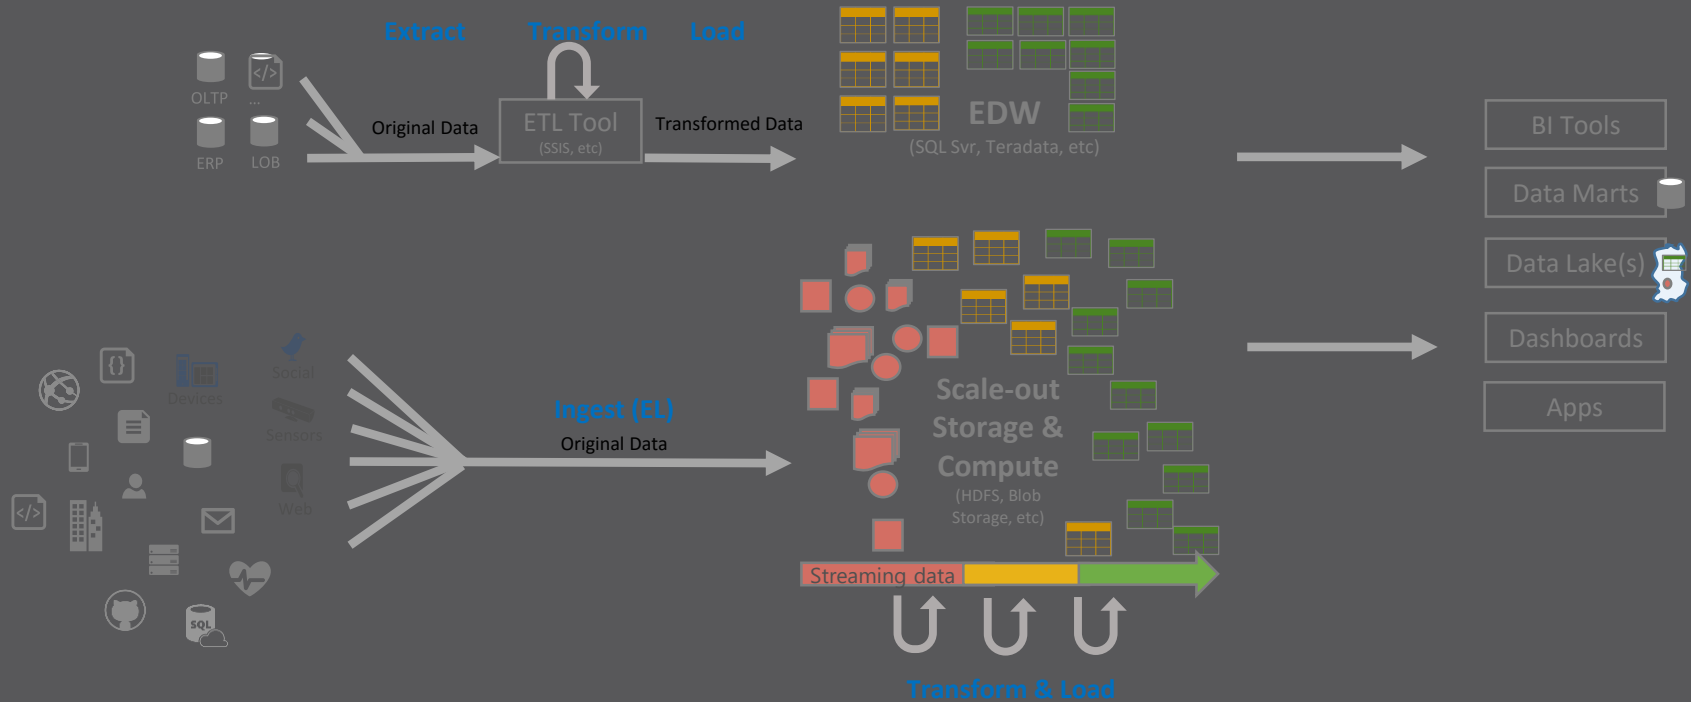 Extract
Transform
Load
OLTP
</>
...
ERP
LOB
Original Data
ETL Tool
(SSIS, etc)
Transformed Data
EDW
(SQL Svr, Teradata, etc)
BI Tools
Data Marts
Data Lake(s)
Dashboards
Apps
{}
Devices
Social
Sensors
Web
</>
SQL
Ingest (EL)
Original Data
Scale-out
Storage &
Compute
(HDFS, Blob
Storage, etc)
Streaming data
Transform & Load